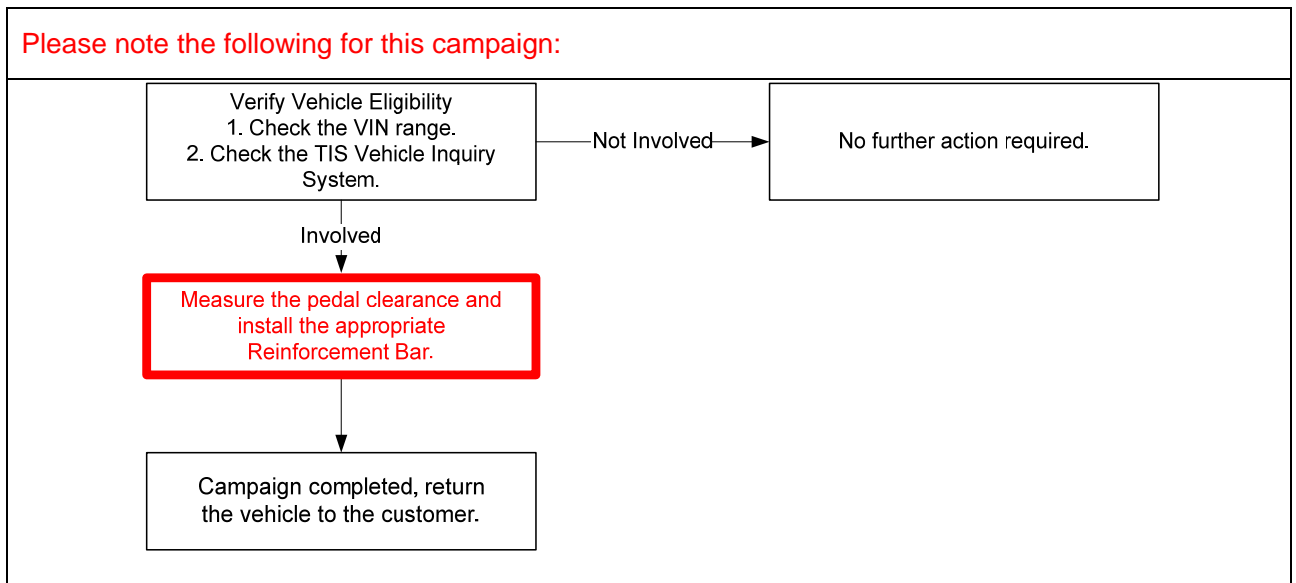 Please note the following for this campaign:
Verify Vehicle Eligibility
1. Check the VIN range.
2. Check the TIS Vehicle Inquiry
System.
Not Involved
No further action required.
Involved
Measure the pedal clearance and
install the appropriate
Reinforcement Bar.
Campaign completed, return
the vehicle to the customer.